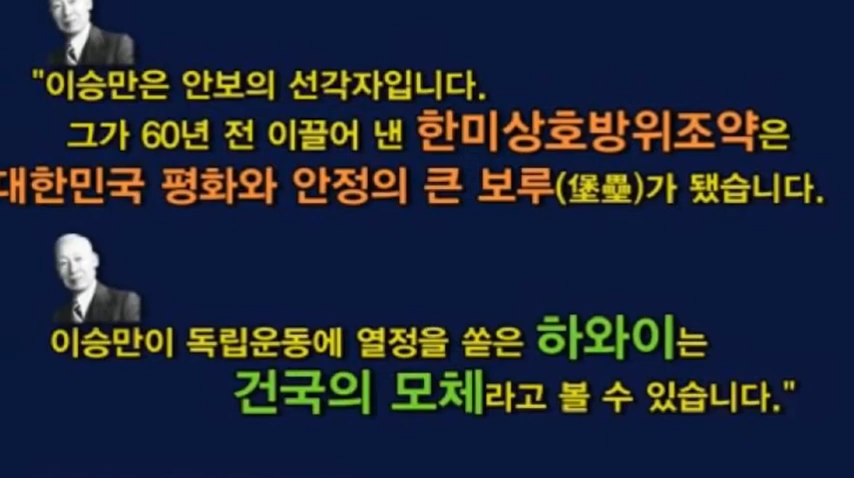 "이승만은 안보의 선각자입니다.
그가 60년 전 이끌어 낸 한미상호방위조약은
대한민국 평화와 안정의 큰 보루(堡壘)가 됐습니다.
이승만이 독립운동에 열정을 쏟은 하와이는
건국의 모체라고 볼 수 있습니다."